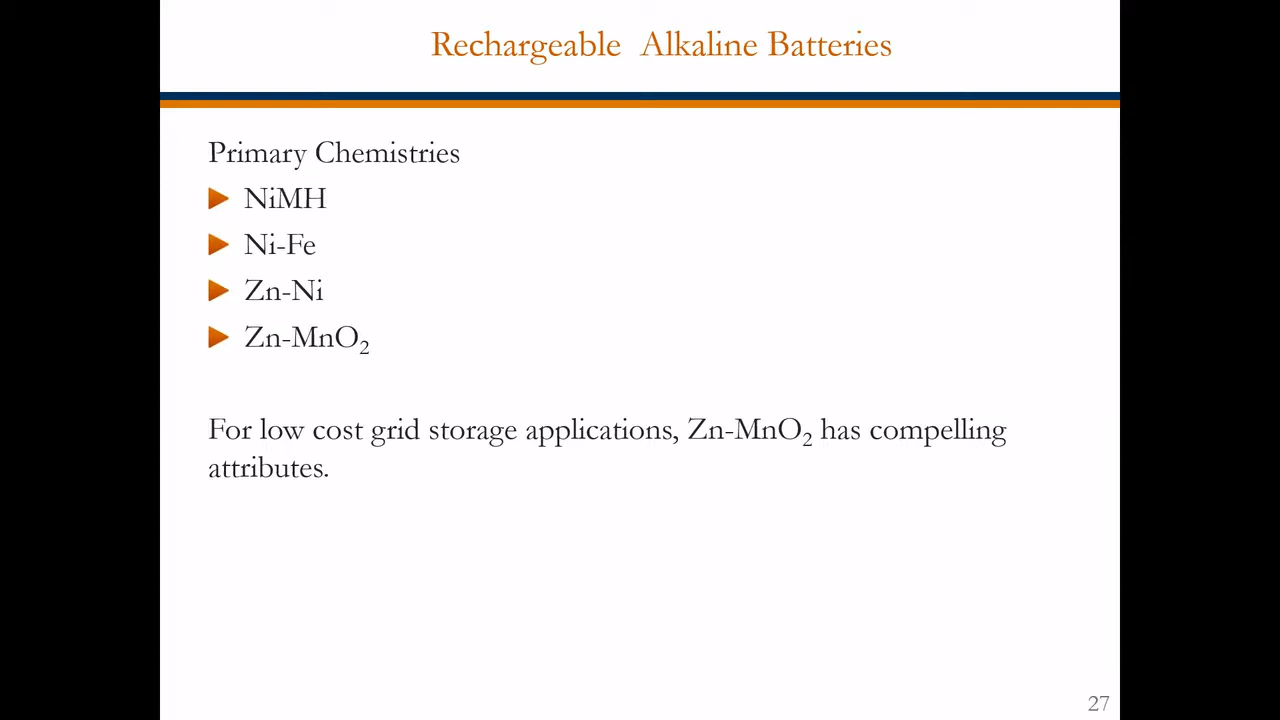 Rechargeable Alkaline Batteries
Primary Chemistries
NiMH
Ni-Fe
Zn-Ni
Zn-MnO₂
For low cost grid storage applications, Zn-MnO₂ has compelling
attributes.
27